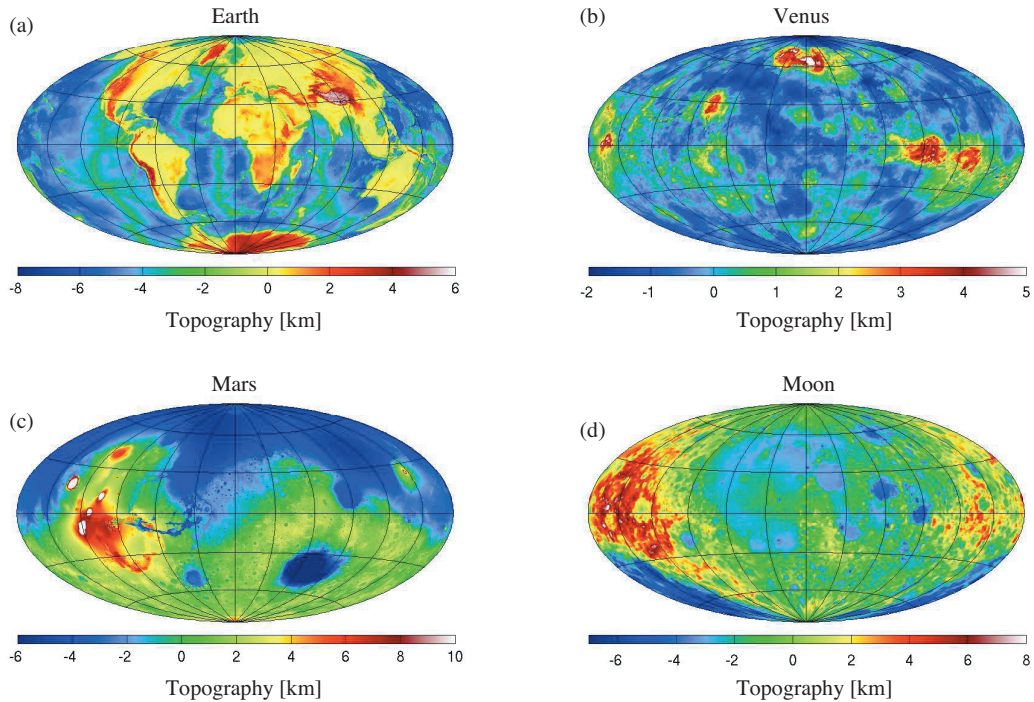 (a) Earth
-8 -6 -4 -2 0 2 4 6
Topography [km]
(b) Venus
-2 -1 0 1 2 3 4 5
Topography [km]
(c) Mars
-6 -4 -2 0 2 4 6 8 10
Topography [km]
(d) Moon
-6 -4 -2 0 2 4 6 8
Topography [km]